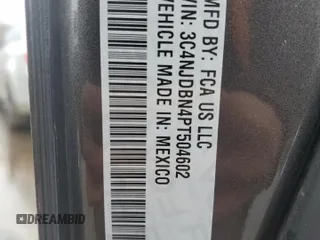 MFD BY: FCA US LLC
VIN: 3C4NJDBN4PT504602
VEHICLE MADE IN: MEXICO
DREAMBID